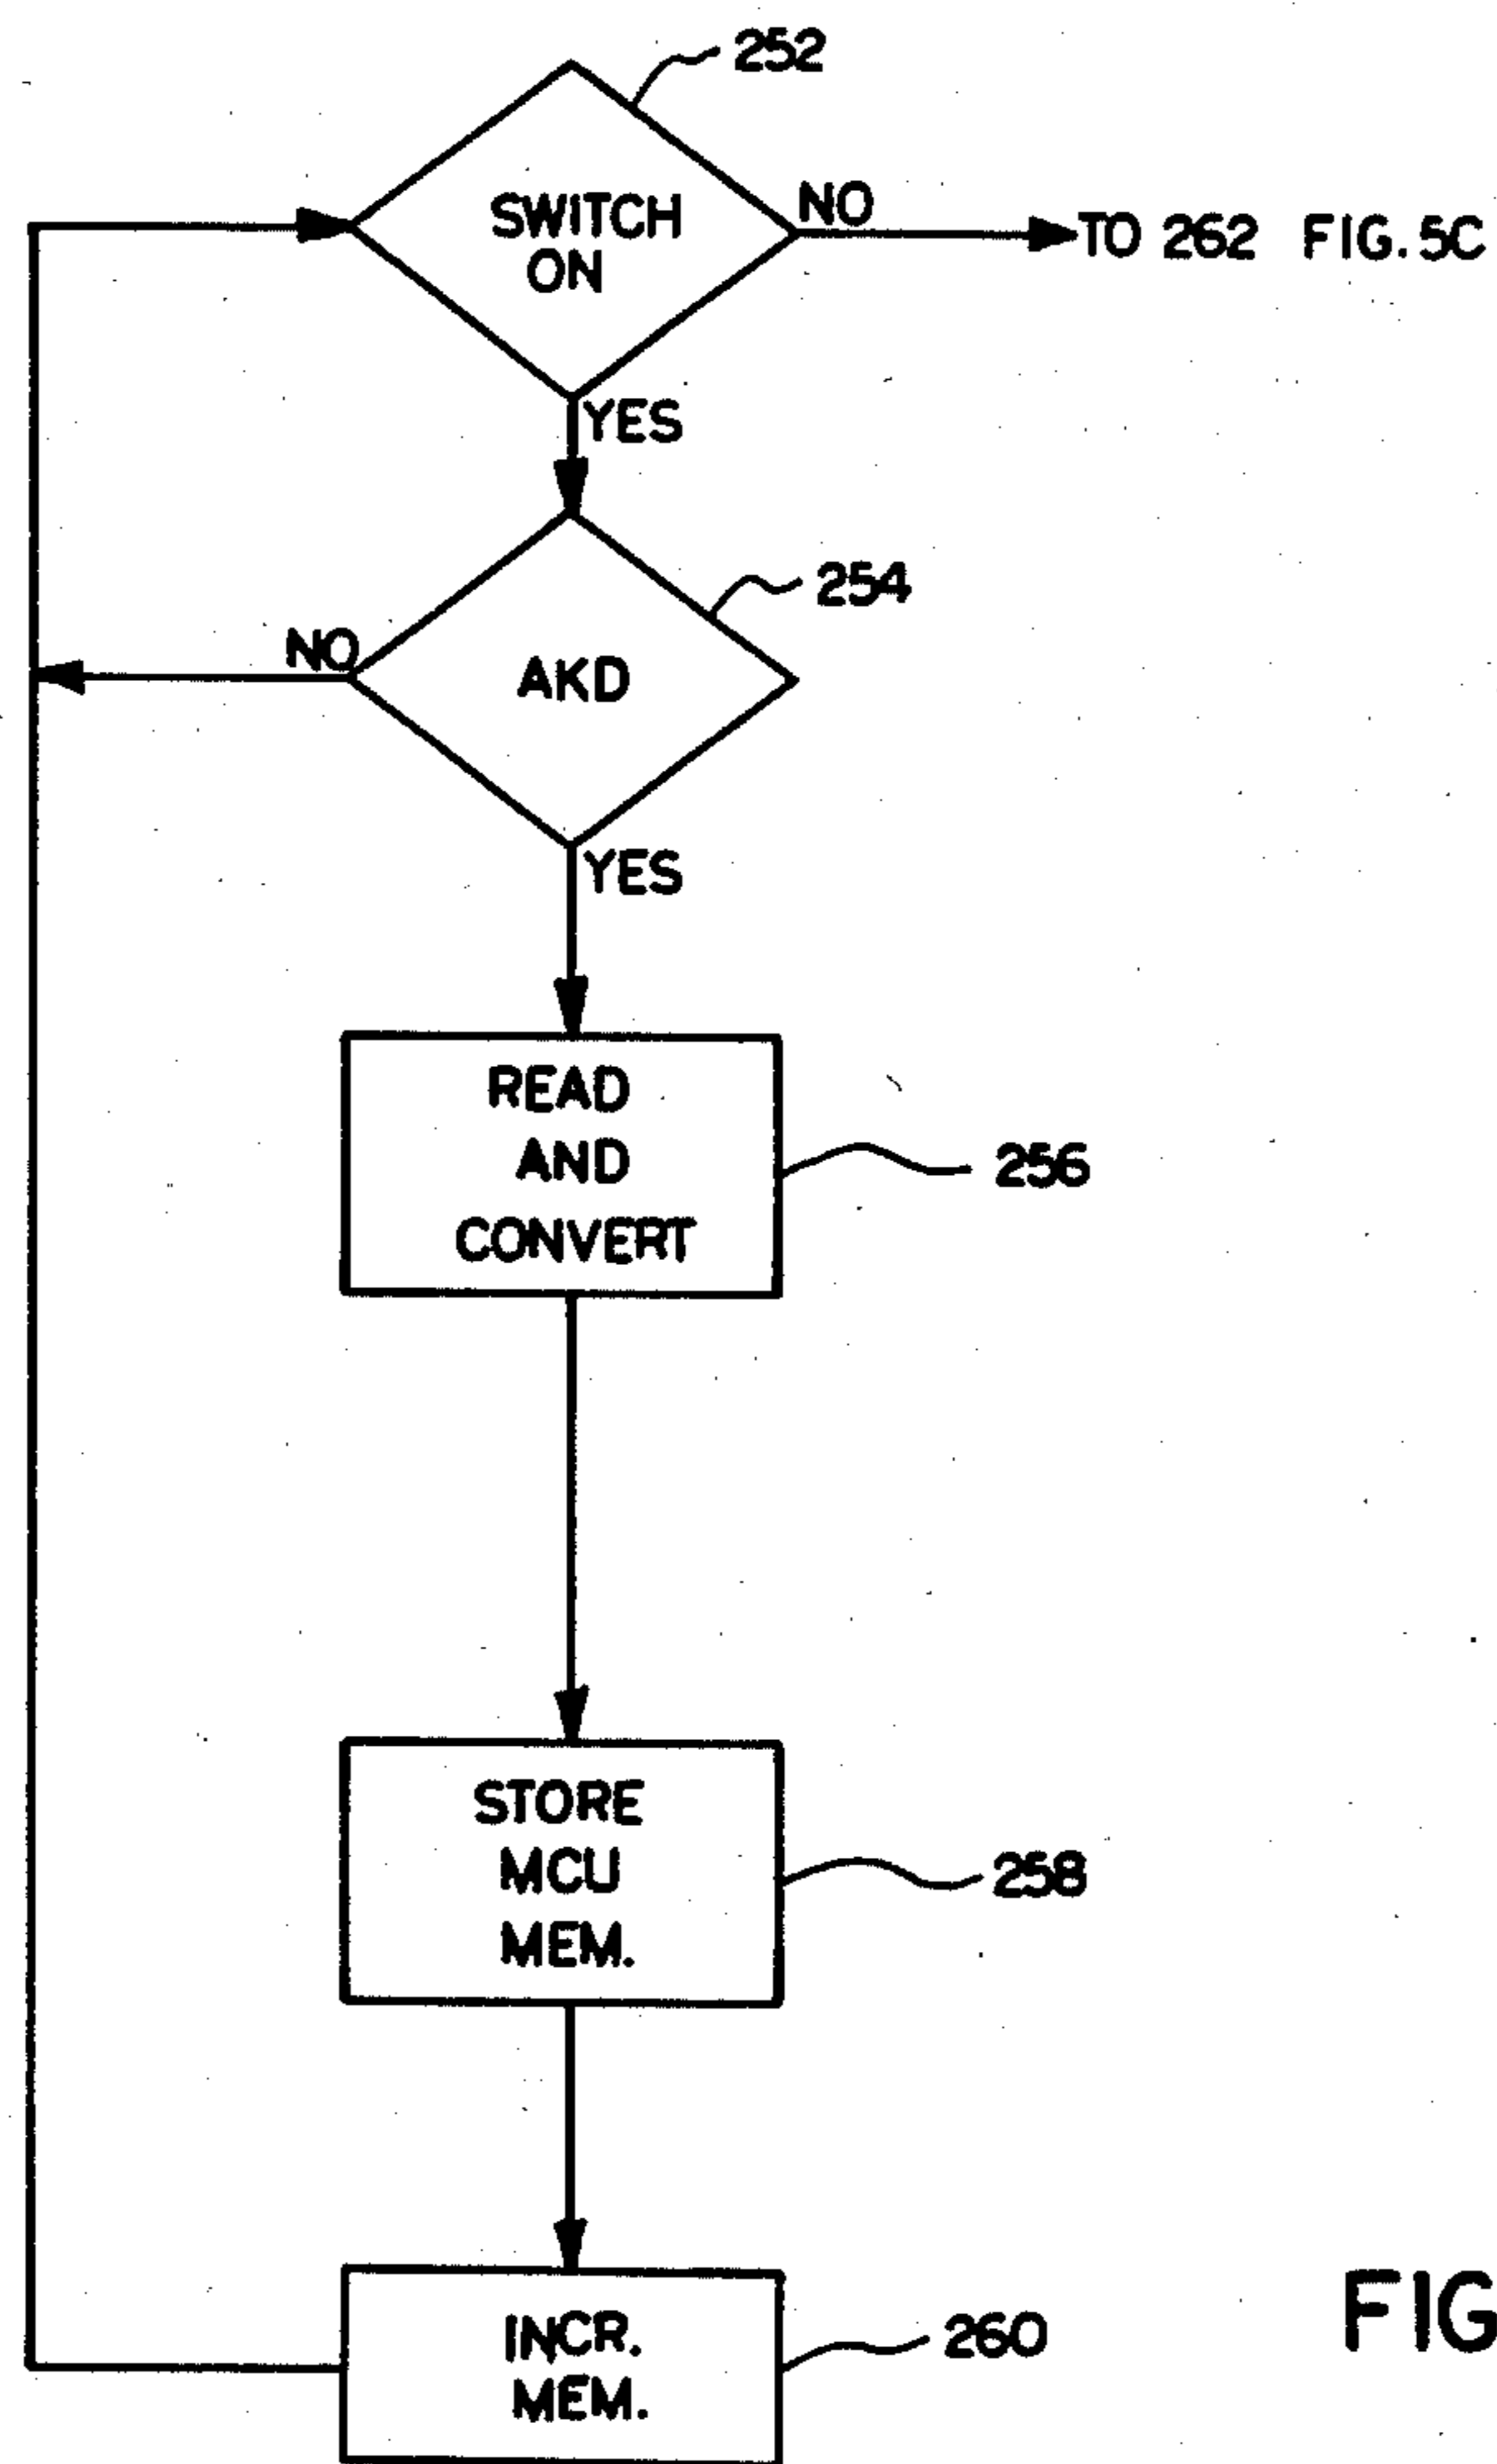 252
SWITCH
ON
NO
TO 262 FIG. 5C
YES
254
NO
AKD
YES
READ
AND
CONVERT
256
STORE
MCU
MEM.
258
INCR.
MEM.
260
FIG